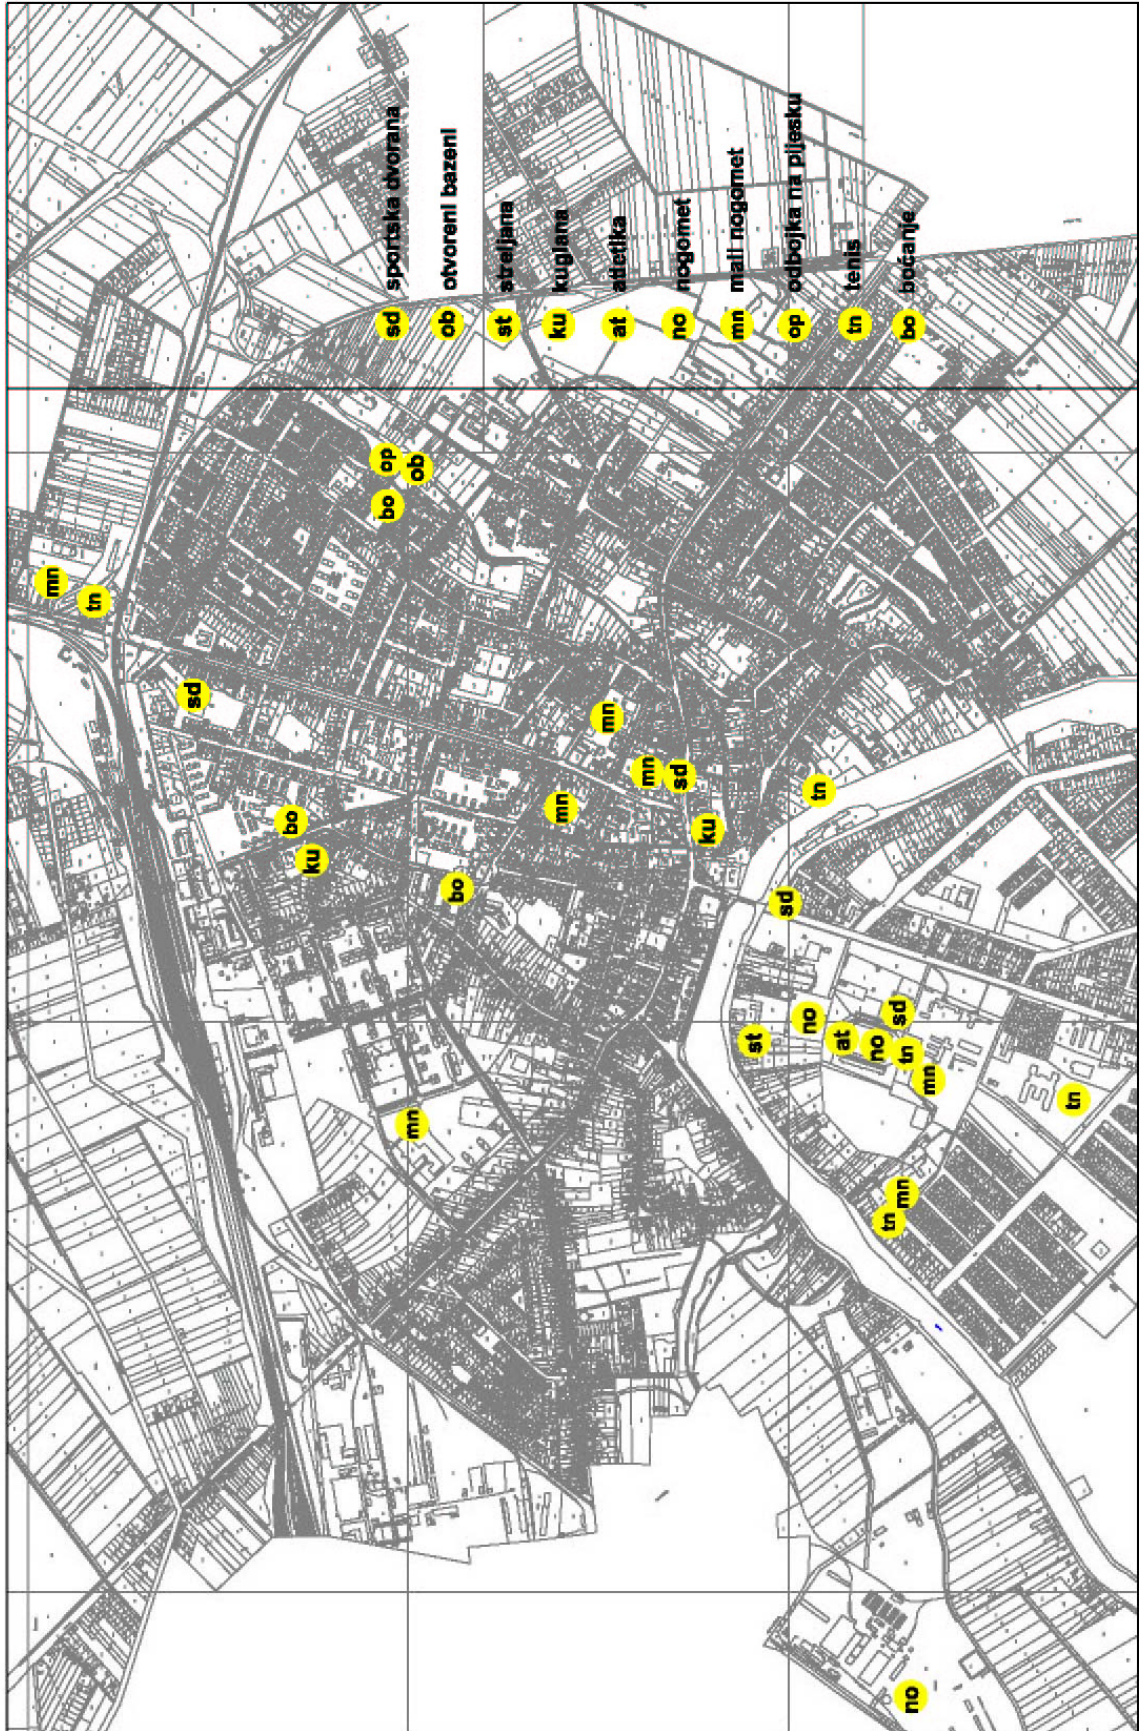 sd sportska dvorana
ob otvoreni bazeni
st streljana
ku kuglana
at atletika
no nogomet
mn mali nogomet
op odbojka na pijesku
tn tenis
bo boćanje
mn
tn
sd
bo
ku
bo
op
mn
ob
bo
mn
mn
mn
sd
ku
st
sd
no
tn
at
no
tn
mn
sd
tn
no
mn
tn